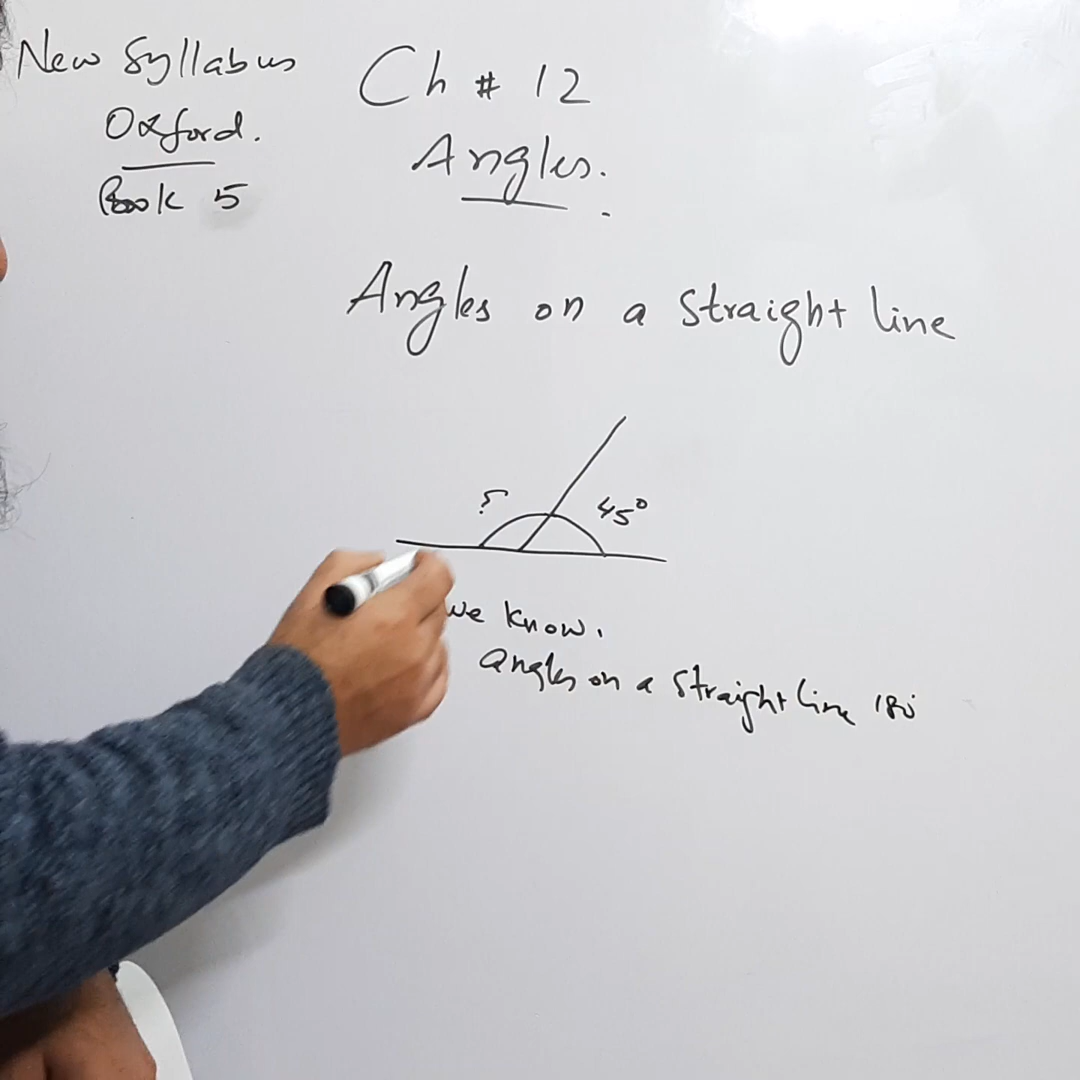 New Syllabus
Oxford.
Book 5
Ch # 12
Angles.
Angles on a straight line
? 45°
we know.
angles on a straight line 180°